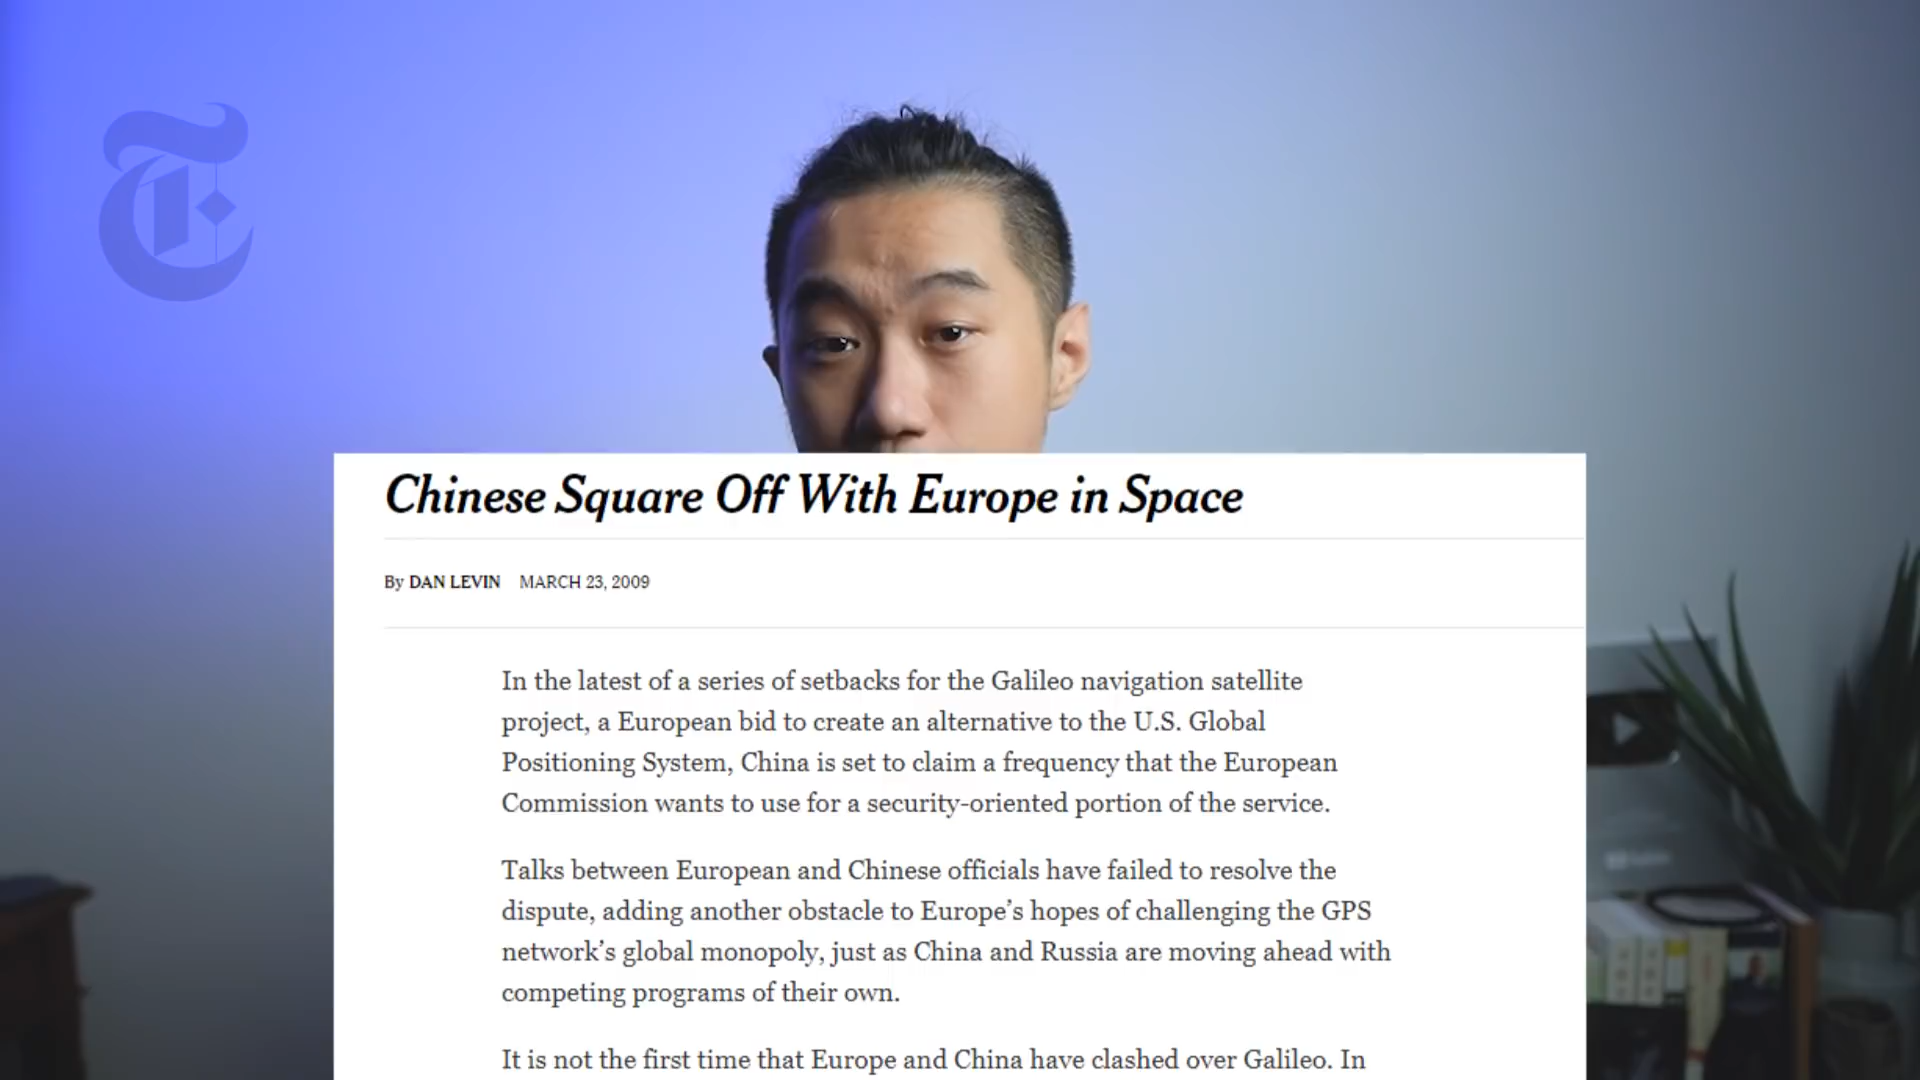 Chinese Square Off With Europe in Space
By DAN LEVIN MARCH 23, 2009
In the latest of a series of setbacks for the Galileo navigation satellite
project, a European bid to create an alternative to the U.S. Global
Positioning System, China is set to claim a frequency that the European
Commission wants to use for a security-oriented portion of the service.
Talks between European and Chinese officials have failed to resolve the
dispute, adding another obstacle to Europe’s hopes of challenging the GPS
network’s global monopoly, just as China and Russia are moving ahead with
competing programs of their own.
It is not the first time that Europe and China have clashed over Galileo. In